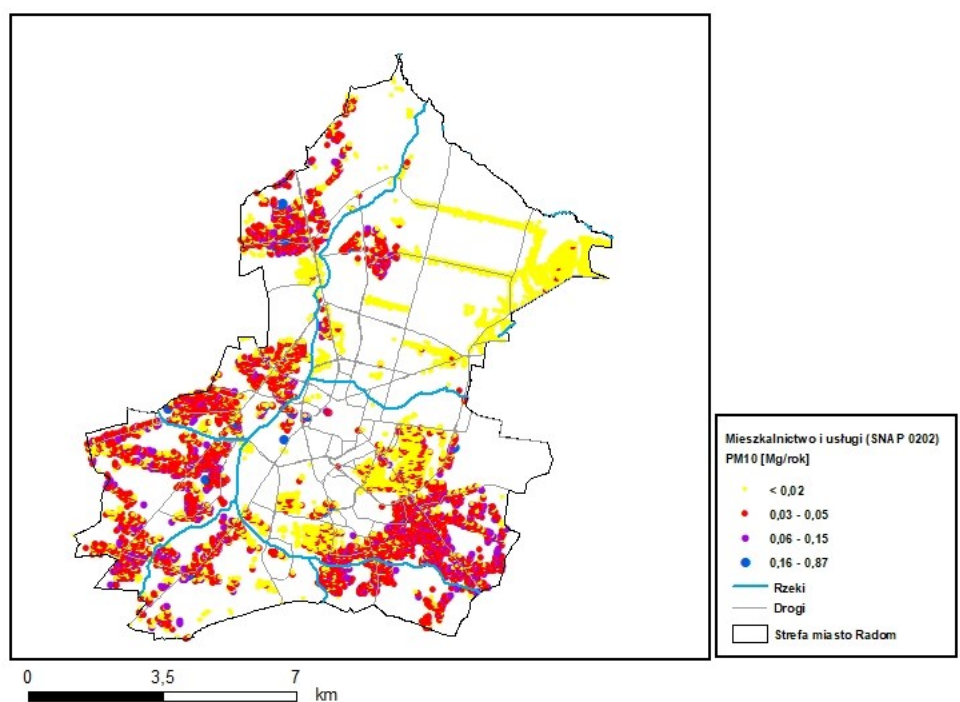 Mieszkalnictwo i usługi (SNAP 0202)
PM10 [Mg/rok]
< 0,02
0,03 - 0,05
0,06 - 0,15
0,16 - 0,87
Rzeki
Drogi
Strefa miasto Radom
0 3,5 7
km